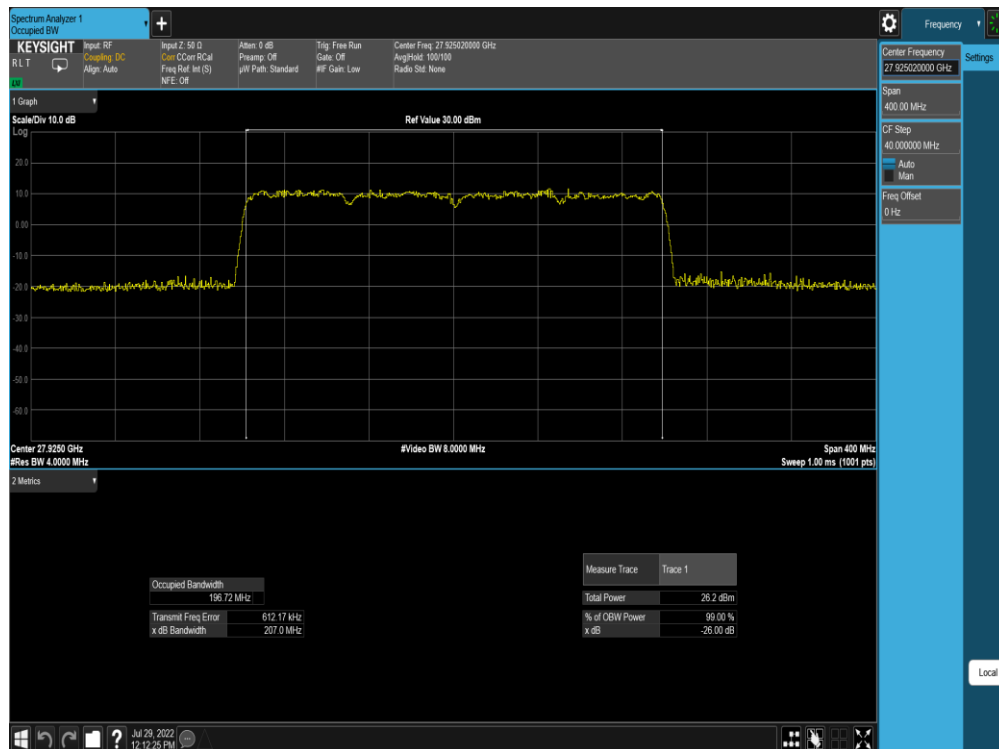 Spectrum Analyzer 1
Occupied BW
Frequency
KEYSIGHT
R L T
Input: RF
Coupling: DC
Align: Auto
Input Z: 50 Ω
Corr CCorr RCal
Freq Ref: Int (S)
NFE: Off
Atten: 0 dB
Preamp: Off
µW Path: Standard
Trig: Free Run
Gate: Off
#IF Gain: Low
Center Freq: 27.925020000 GHz
Avg|Hold: 100/100
Radio Std: None
Center Frequency
27.925020000 GHz
Settings
Span
400.00 MHz
CF Step
40.000000 MHz
Auto
Man
Freq Offset
0 Hz
1 Graph
Scale/Div 10.0 dB
Ref Value 30.00 dBm
Log
20.0
10.0
0.00
-10.0
-20.0
-30.0
-40.0
-50.0
-60.0
Center 27.9250 GHz
#Video BW 8.0000 MHz
Span 400 MHz
#Res BW 4.0000 MHz
Sweep 1.00 ms (1001 pts)
2 Metrics
Measure Trace
Trace 1
Occupied Bandwidth
196.72 MHz
Total Power
26.2 dBm
Transmit Freq Error
612.17 kHz
% of OBW Power
99.00 %
x dB Bandwidth
207.0 MHz
x dB
-26.00 dB
Local
?
Jul 29, 2022
12:12:25 PM